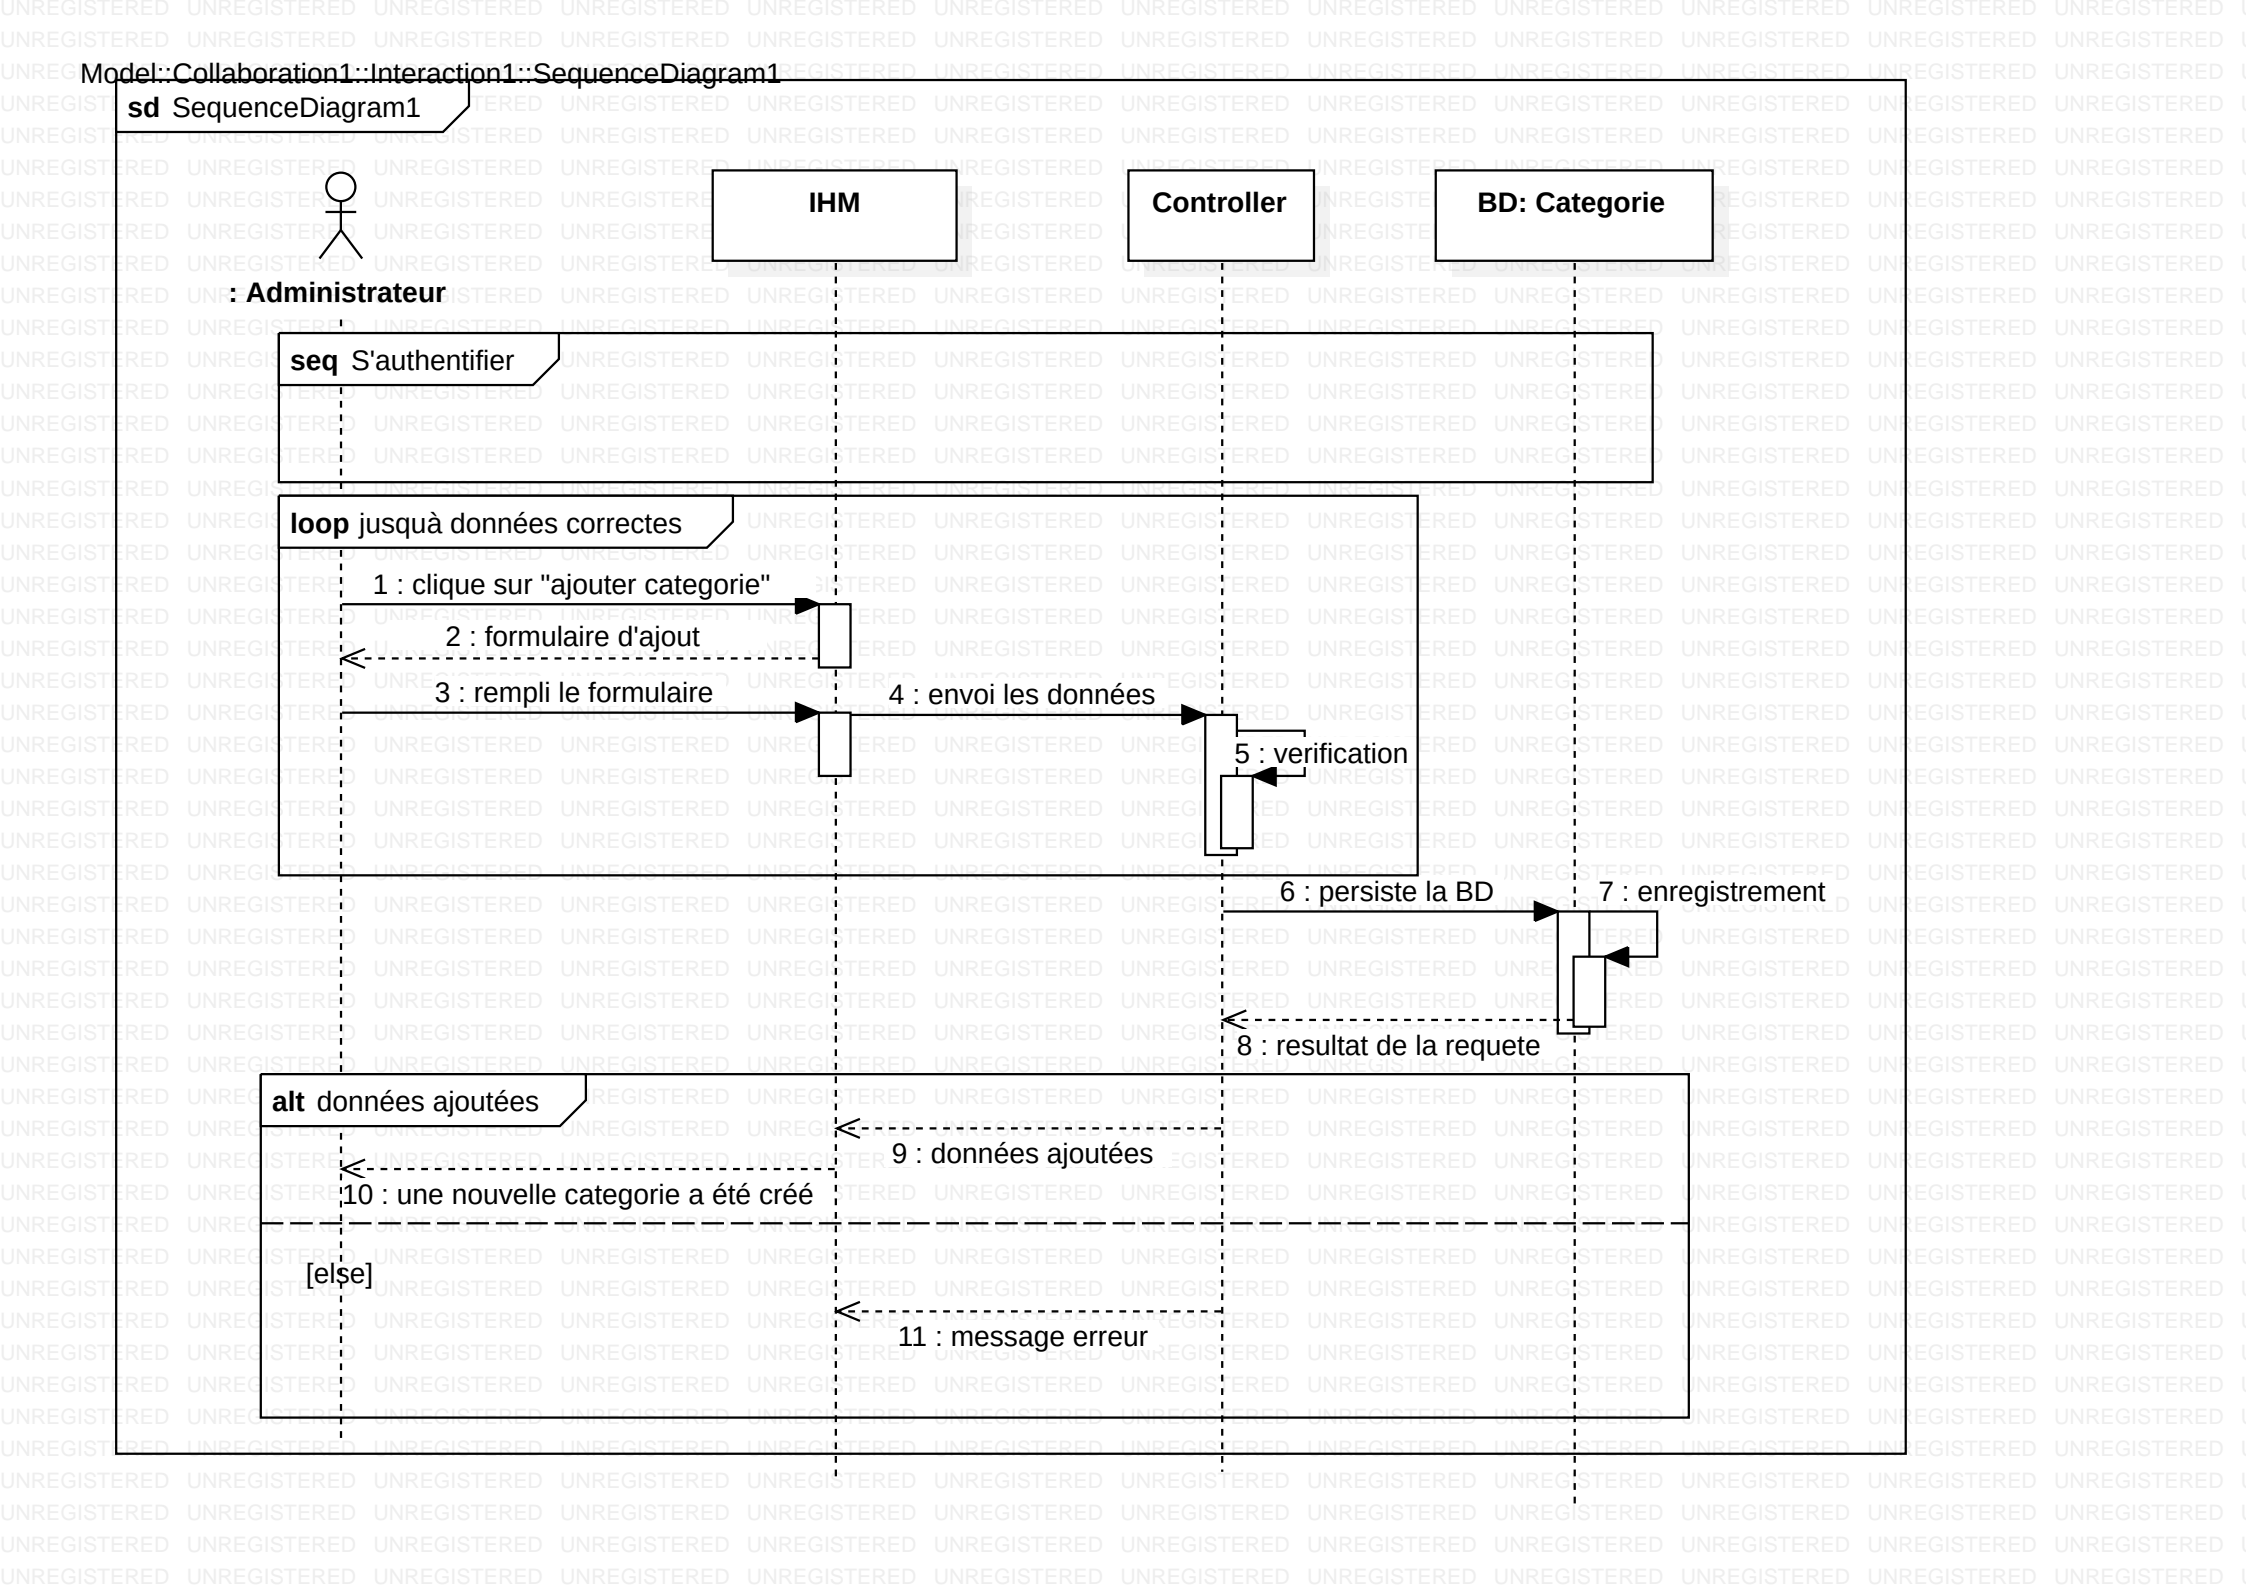 Model::Collaboration1::Interaction1::SequenceDiagram1
sd SequenceDiagram1
IHM
Controller
BD: Categorie
: Administrateur
seq S'authentifier
loop jusquà données correctes
1 : clique sur "ajouter categorie"
2 : formulaire d'ajout
3 : rempli le formulaire
4 : envoi les données
5 : verification
6 : persiste la BD
7 : enregistrement
8 : resultat de la requete
alt données ajoutées
9 : données ajoutées
10 : une nouvelle categorie a été créé
[else]
11 : message erreur
UNREGISTERED